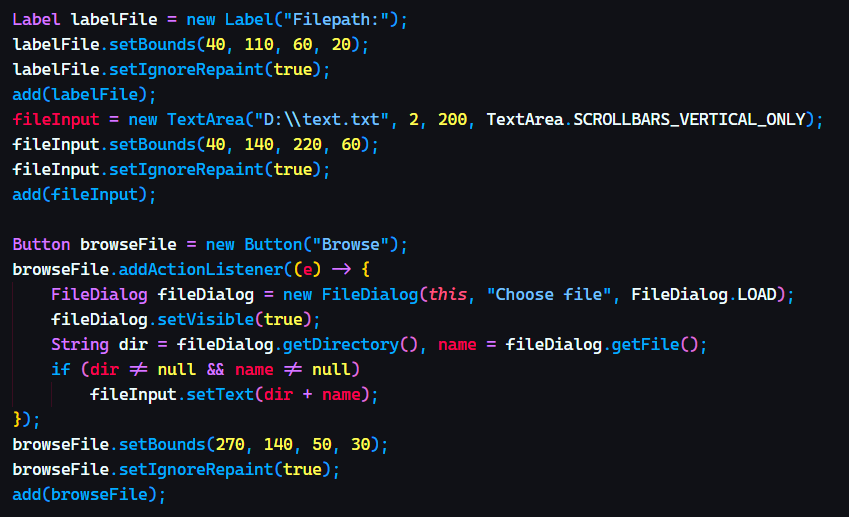 Label labelFile = new Label("Filepath:");
labelFile.setBounds(40, 110, 60, 20);
labelFile.setIgnoreRepaint(true);
add(labelFile);
fileInput = new TextArea("D:\\text.txt", 2, 200, TextArea.SCROLLBARS_VERTICAL_ONLY);
fileInput.setBounds(40, 140, 220, 60);
fileInput.setIgnoreRepaint(true);
add(fileInput);

Button browseFile = new Button("Browse");
browseFile.addActionListener((e) -> {
    FileDialog fileDialog = new FileDialog(this, "Choose file", FileDialog.LOAD);
    fileDialog.setVisible(true);
    String dir = fileDialog.getDirectory(), name = fileDialog.getFile();
    if (dir != null && name != null)
        fileInput.setText(dir + name);
});
browseFile.setBounds(270, 140, 50, 30);
browseFile.setIgnoreRepaint(true);
add(browseFile);